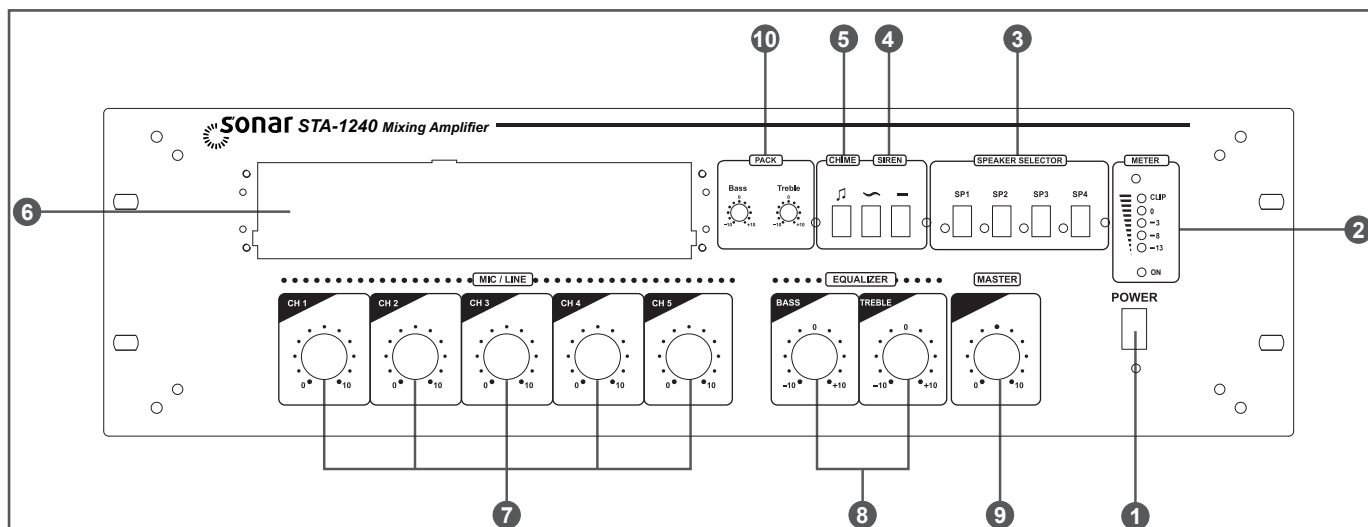 10 5 4 3
sonar STA-1240 Mixing Amplifier
PACK CHIME SIREN SPEAKER SELECTOR METER
Bass Treble
0 0
-10 +10 -10 +10
SP1 SP2 SP3 SP4
CLIP
0
-3
-8
-13
ON
6
2
MIC / LINE EQUALIZER MASTER
POWER
CH 1 CH 2 CH 3 CH 4 CH 5 BASS TREBLE
0 0
0 10 0 10 0 10 0 10 0 10 -10 +10 -10 +10 0 10
7 8 9 1